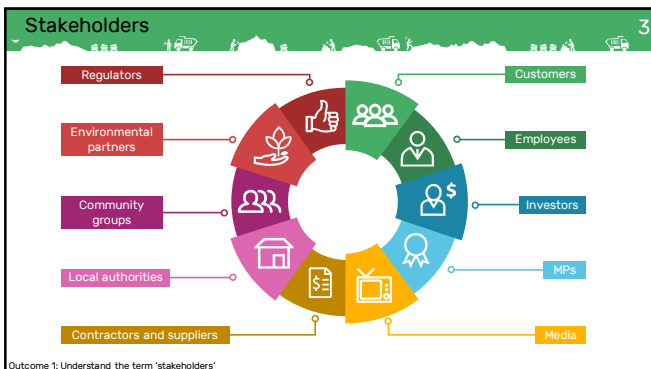 Stakeholders
3
Regulators
Customers
Environmental
partners
Employees
Community
groups
Investors
$
Local authorities
MPs
$
Contractors and suppliers
Media
Outcome 1: Understand the term 'stakeholders'